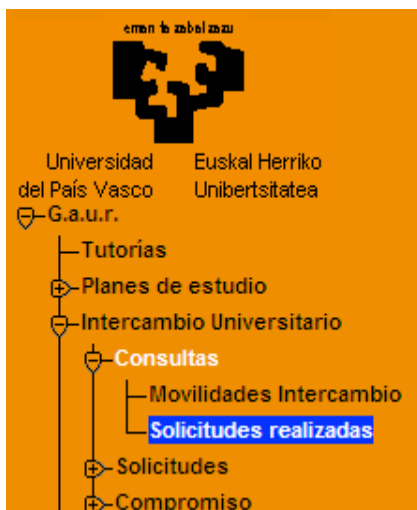 eman ta zabal zazu
Universidad Euskal Herriko
del País Vasco Unibertsitatea
G.a.u.r.
Tutorías
Planes de estudio
Intercambio Universitario
Consultas
Movilidades Intercambio
Solicitudes realizadas
Solicitudes
Compromiso